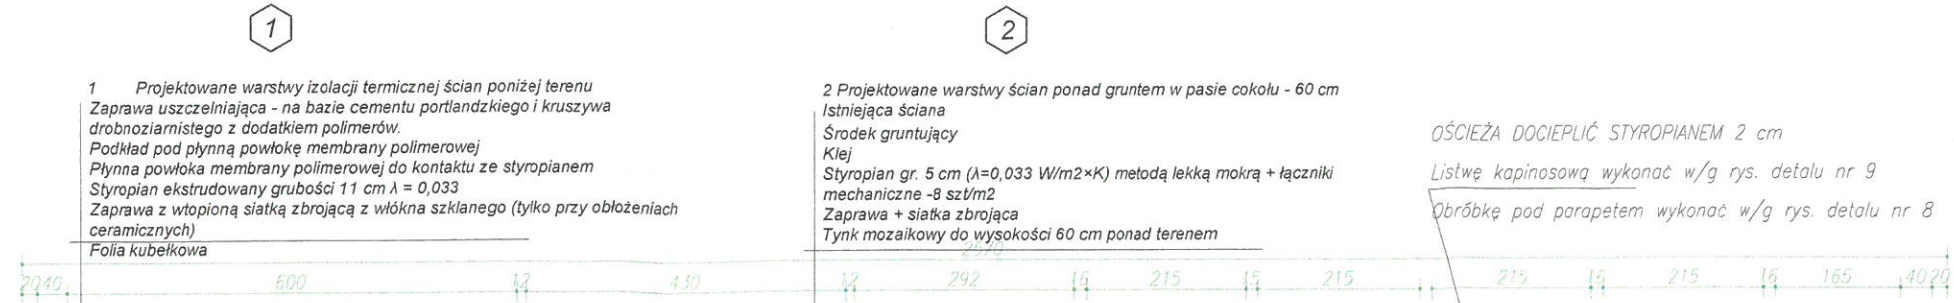 1
1 Projektowane warstwy izolacji termicznej ścian poniżej terenu
Zaprawa uszczelniająca - na bazie cementu portlandzkiego i kruszywa
drobnoziarnistego z dodatkiem polimerów.
Podkład pod płynną powłokę membrany polimerowej
Płynna powłoka membrany polimerowej do kontaktu ze styropianem
Styropian ekstrudowany grubości 11 cm λ = 0,033
Zaprawa z wtopioną siatką zbrojącą z włókna szklanego (tylko przy obłożeniach
ceramicznych)
Folia kubełkowa
2
2 Projektowane warstwy ścian ponad gruntem w pasie cokołu - 60 cm
Istniejąca ściana
Środek gruntujący
Klej
Styropian gr. 5 cm (λ=0,033 W/m2×K) metodą lekką mokrą + łączniki
mechaniczne -8 szt/m2
Zaprawa + siatka zbrojąca
Tynk mozaikowy do wysokości 60 cm ponad terenem
OŚCIEŻA DOCIEPLIĆ STYROPIANEM 2 cm
Listwę kapinosową wykonać w/g rys. detalu nr 9
Obróbkę pod parapetem wykonać w/g rys. detalu nr 8
2570
2040 600 12 430 12 292 16 215 15 215 215 16 215 16 165 4020